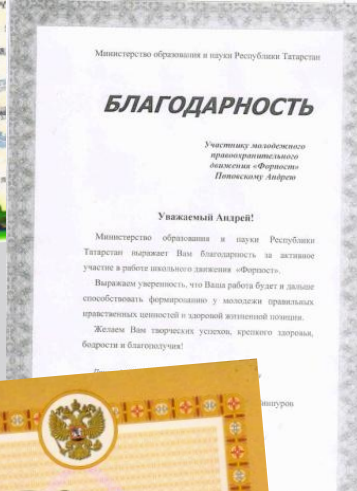 Министерство образования и науки Республики Татарстан
БЛАГОДАРНОСТЬ
Участнику молодежного
правоохранительного
движения «Форпост»
Поповскому Андрею
Уважаемый Андрей!
Министерство образования и науки Республики
Татарстан выражает Вам благодарность за активное
участие в работе школьного движения «Форпост».
Выражаем уверенность, что Ваша работа будет и дальше
способствовать формированию у молодежи правильных
нравственных ценностей и здоровой жизненной позиции.
Желаем Вам творческих успехов, крепкого здоровья,
бодрости и благополучия!